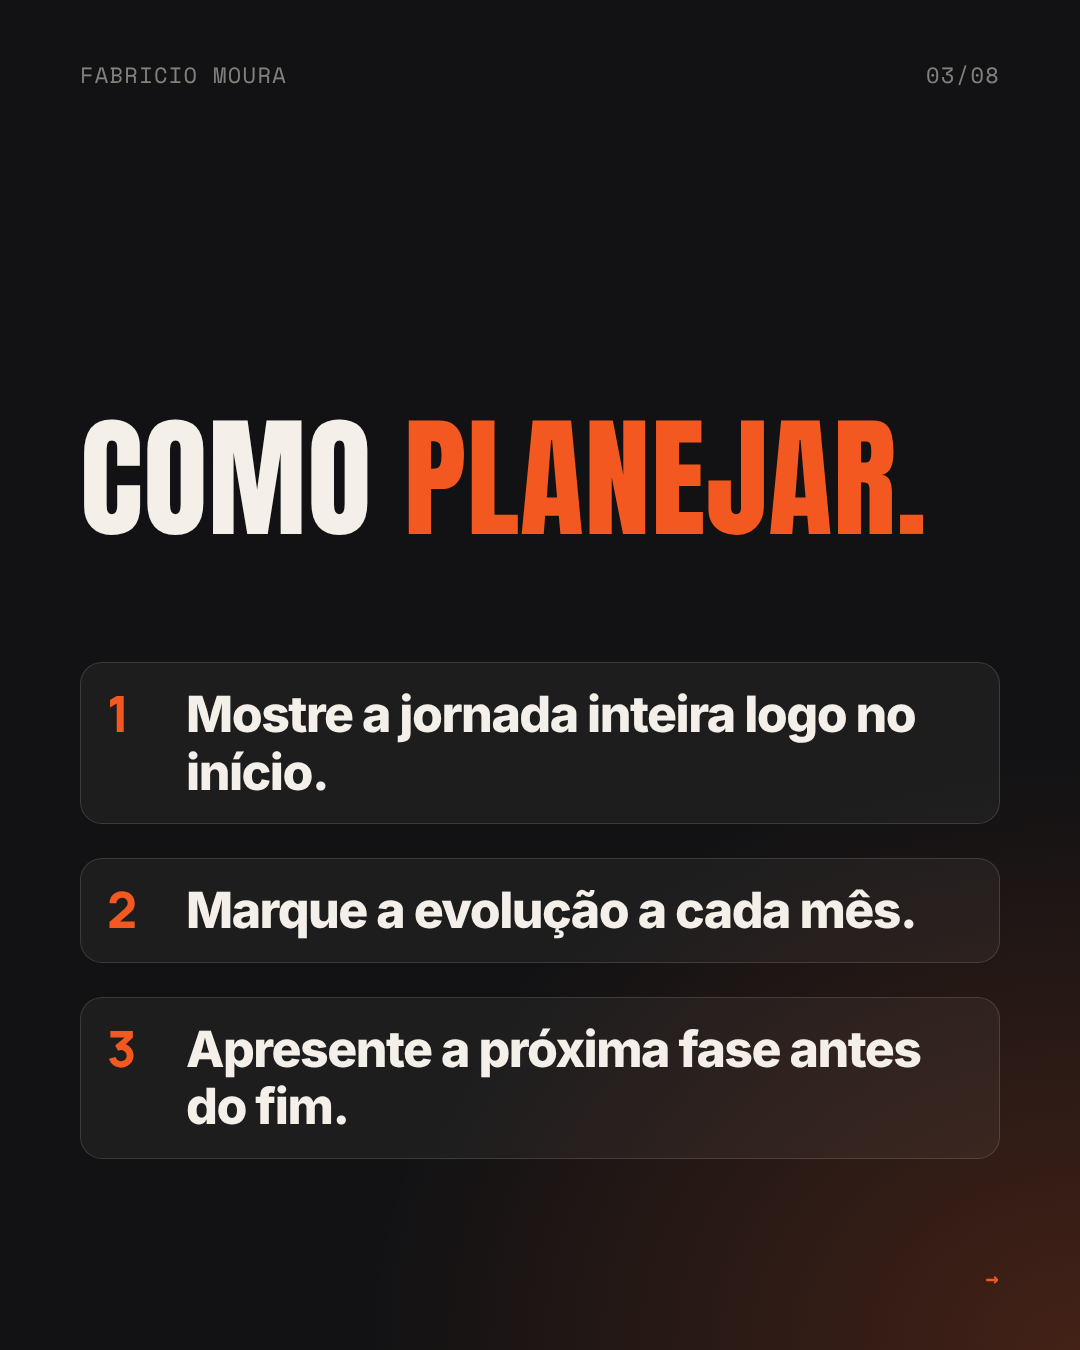 FABRICIO MOURA
03/08
COMO PLANEJAR.
1 Mostre a jornada inteira logo no
início.
2 Marque a evolução a cada mês.
3 Apresente a próxima fase antes
do fim.
→